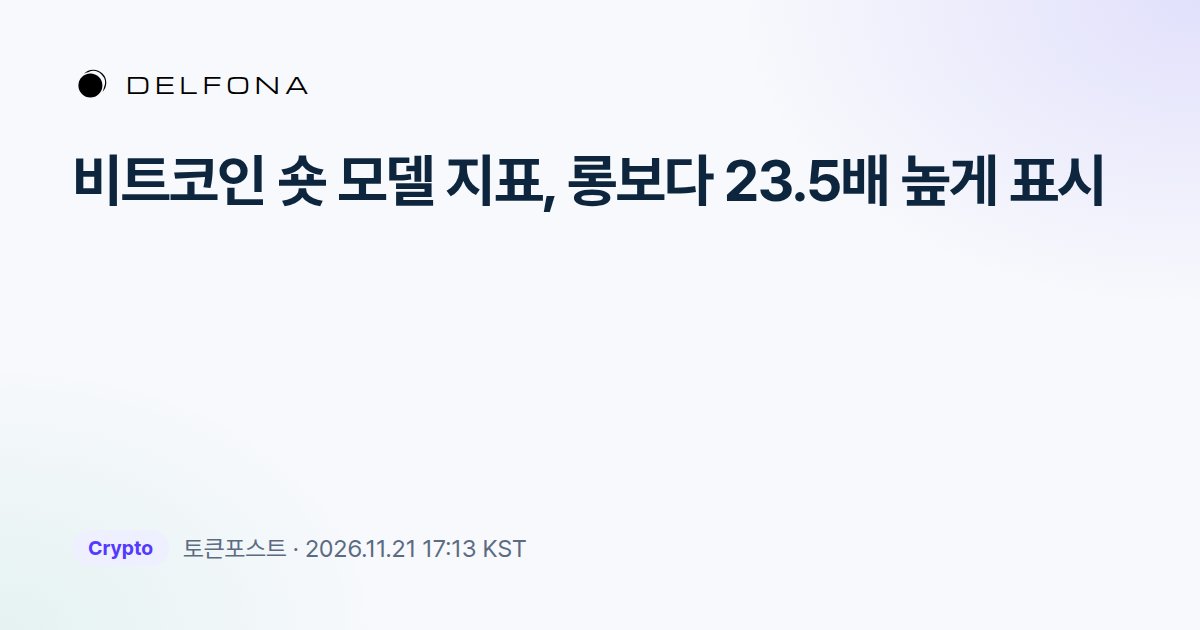 DELFONA
비트코인 숏 모델 지표, 롱보다 23.5배 높게 표시
Crypto 토큰포스트 · 2026.11.21 17:13 KST